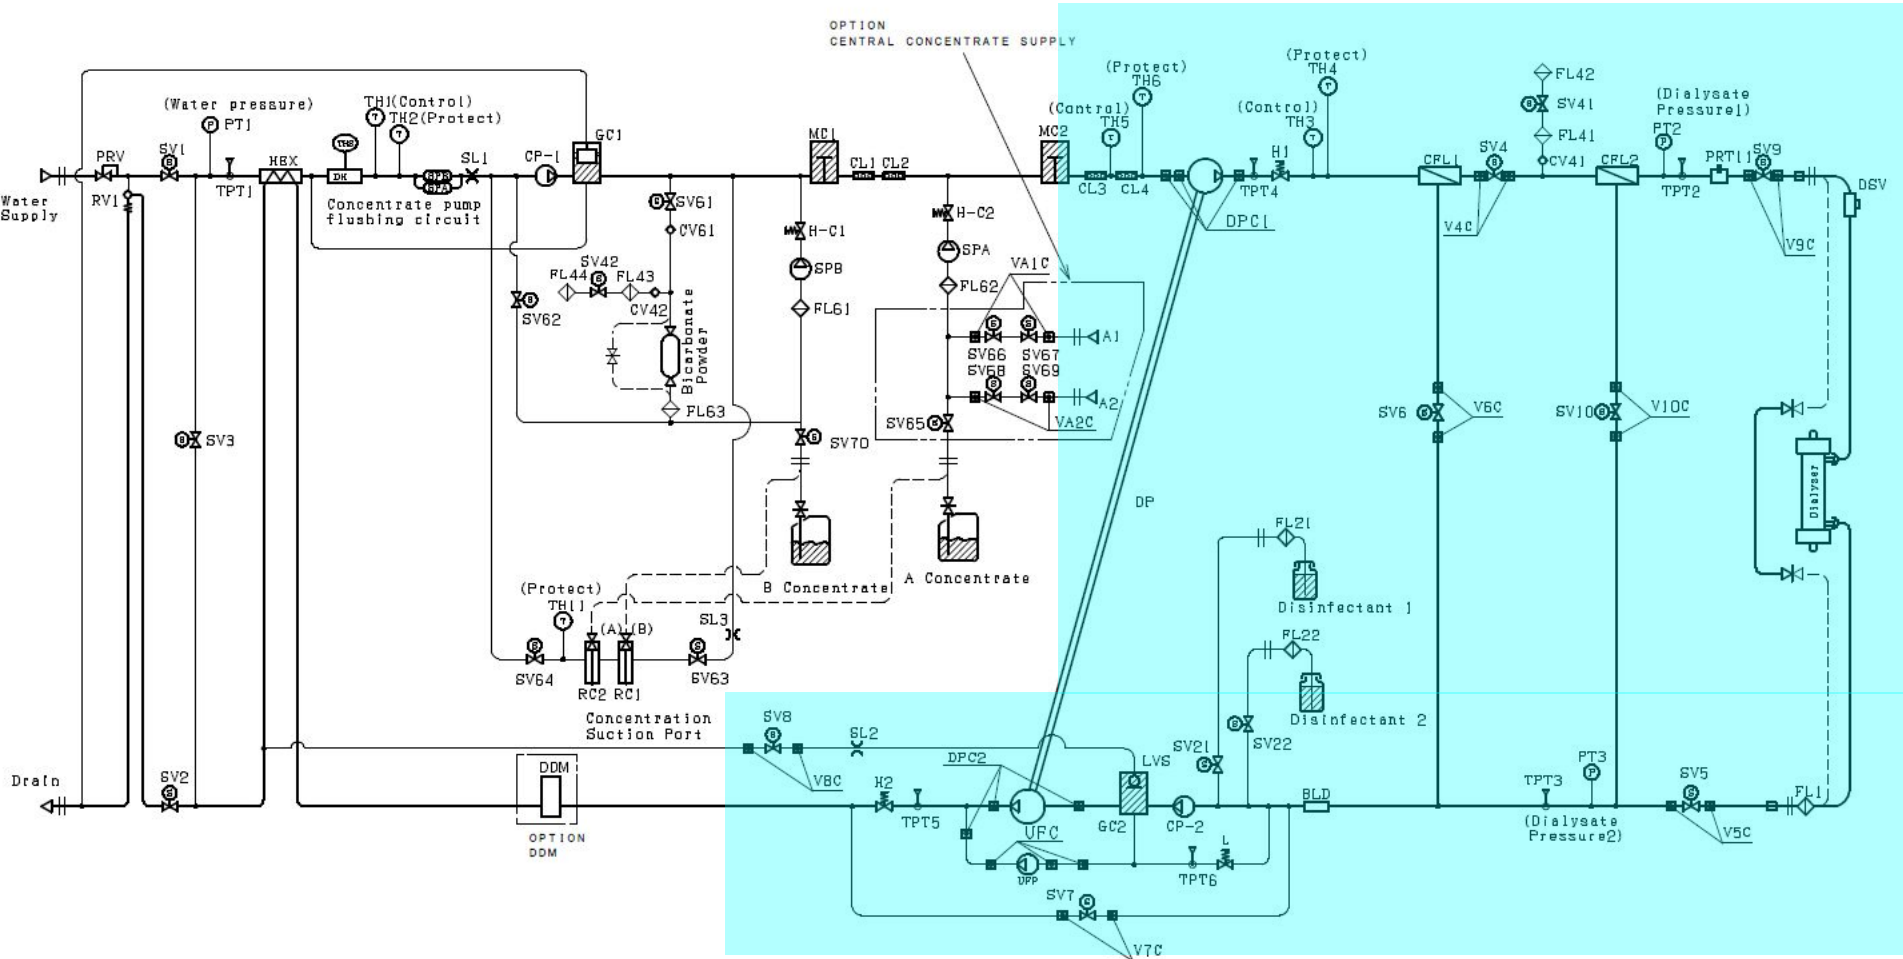 OPTION
CENTRAL CONCENTRATE SUPPLY
(Water pressure)
PT1
TH1(Control)
TH2(Protect)
GC1
PRV
SV1
HEX
THS
DH
SL1
CP-1
SPB
SPA
TPT1
RV1
Water
Supply
Concentrate pump
flushing circuit
MC1
CL1
CL2
MC2
(Control)
TH5
(Protect)
TH6
CL3
CL4
(Control)
TH3
(Protect)
TH4
H1
TPT4
DPC1
CFL1
SV4
V4C
FL42
SV41
FL41
CV41
CFL2
(Dialysate
Pressure1)
PT2
TPT2
PRT11
SV9
V9C
DSV
SV61
CV61
SV42
FL44
FL43
CV42
SV62
Bicarbonate
Powder
FL63
H-C1
SPB
FL61
H-C2
SPA
FL62
VA1C
A1
SV66
SV67
SV68
SV69
A2
VA2C
SV65
SV70
SV3
SV6
V6C
SV10
V10C
Dialyser
DP
B Concentrate
A Concentrate
FL21
Disinfectant 1
FL22
Disinfectant 2
(Protect)
TH11
(A)
(B)
SL3
SV64
RC2
RC1
SV63
Concentration
Suction Port
SV8
V8C
SL2
DPC2
LVS
SV21
SV22
Drain
SV2
DDM
OPTION
DDM
H2
TPT5
UFC
GC2
CP-2
BLD
TPT3
(Dialysate
Pressure2)
PT3
SV5
V5C
FL1
UFP
TPT6
L
SV7
V7C